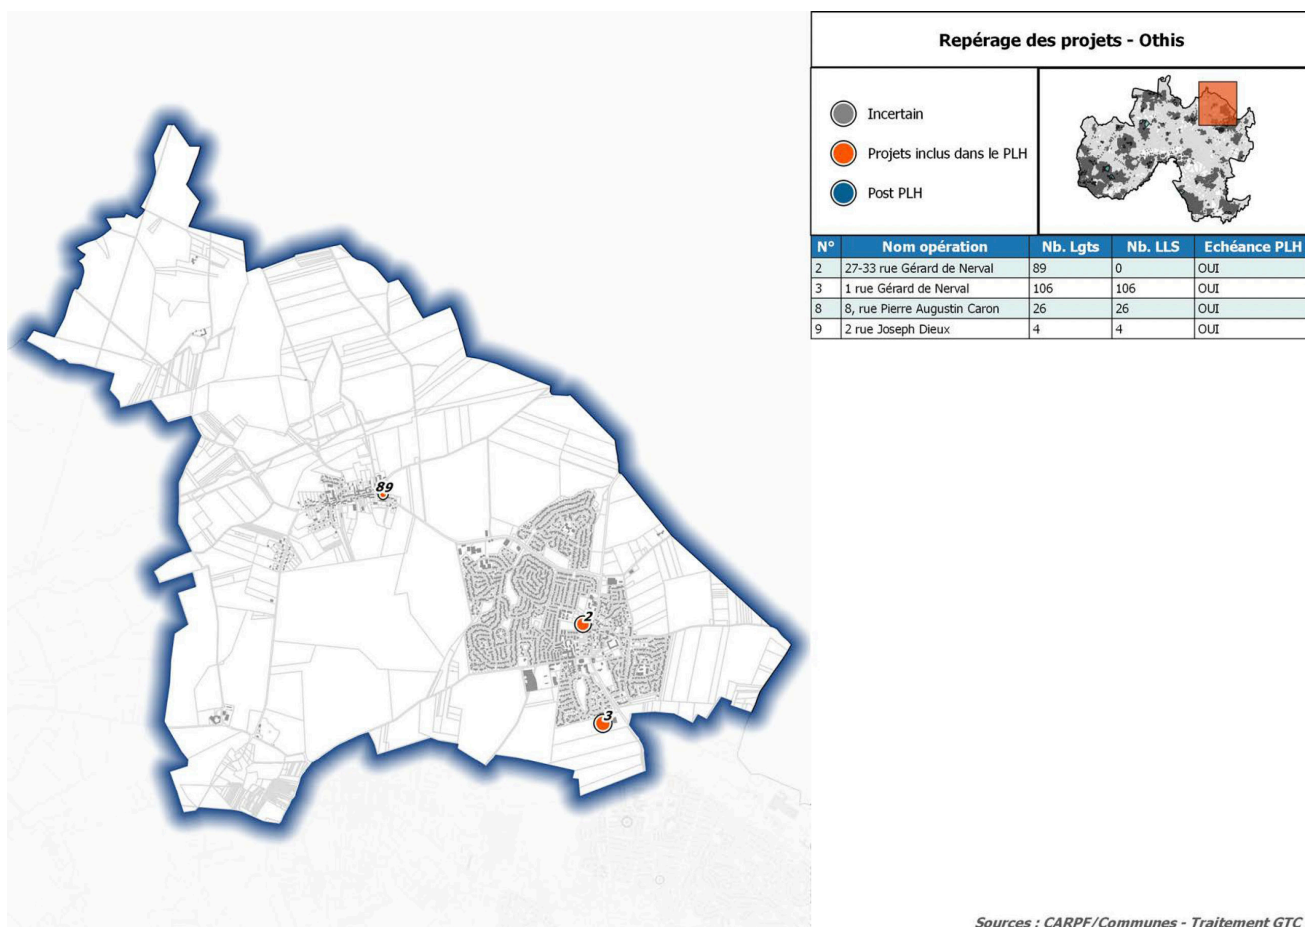 Repérage des projets - Othis
Incertain
Projets inclus dans le PLH
Post PLH
N° Nom opération Nb. Lgts Nb. LLS Echéance PLH
2 27-33 rue Gérard de Nerval 89 0 OUI
3 1 rue Gérard de Nerval 106 106 OUI
8 8, rue Pierre Augustin Caron 26 26 OUI
9 2 rue Joseph Dieux 4 4 OUI
89
2
3
Sources : CARPF/Communes - Traitement GTC